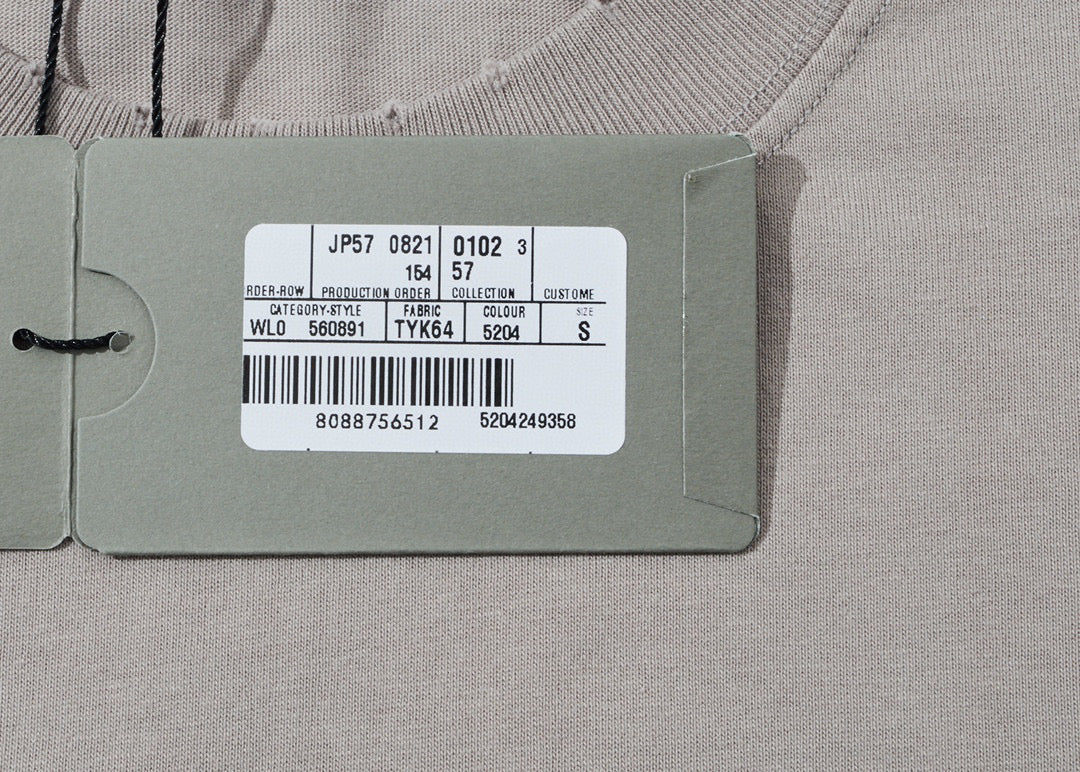 JP57 0821 0102 3
154 57
RDER-ROW PRODUCTION ORDER COLLECTION CUSTOME
CATEGORY-STYLE FABRIC COLOUR SIZE
WL0 560891 TYK64 5204 S
8088756512 5204249358